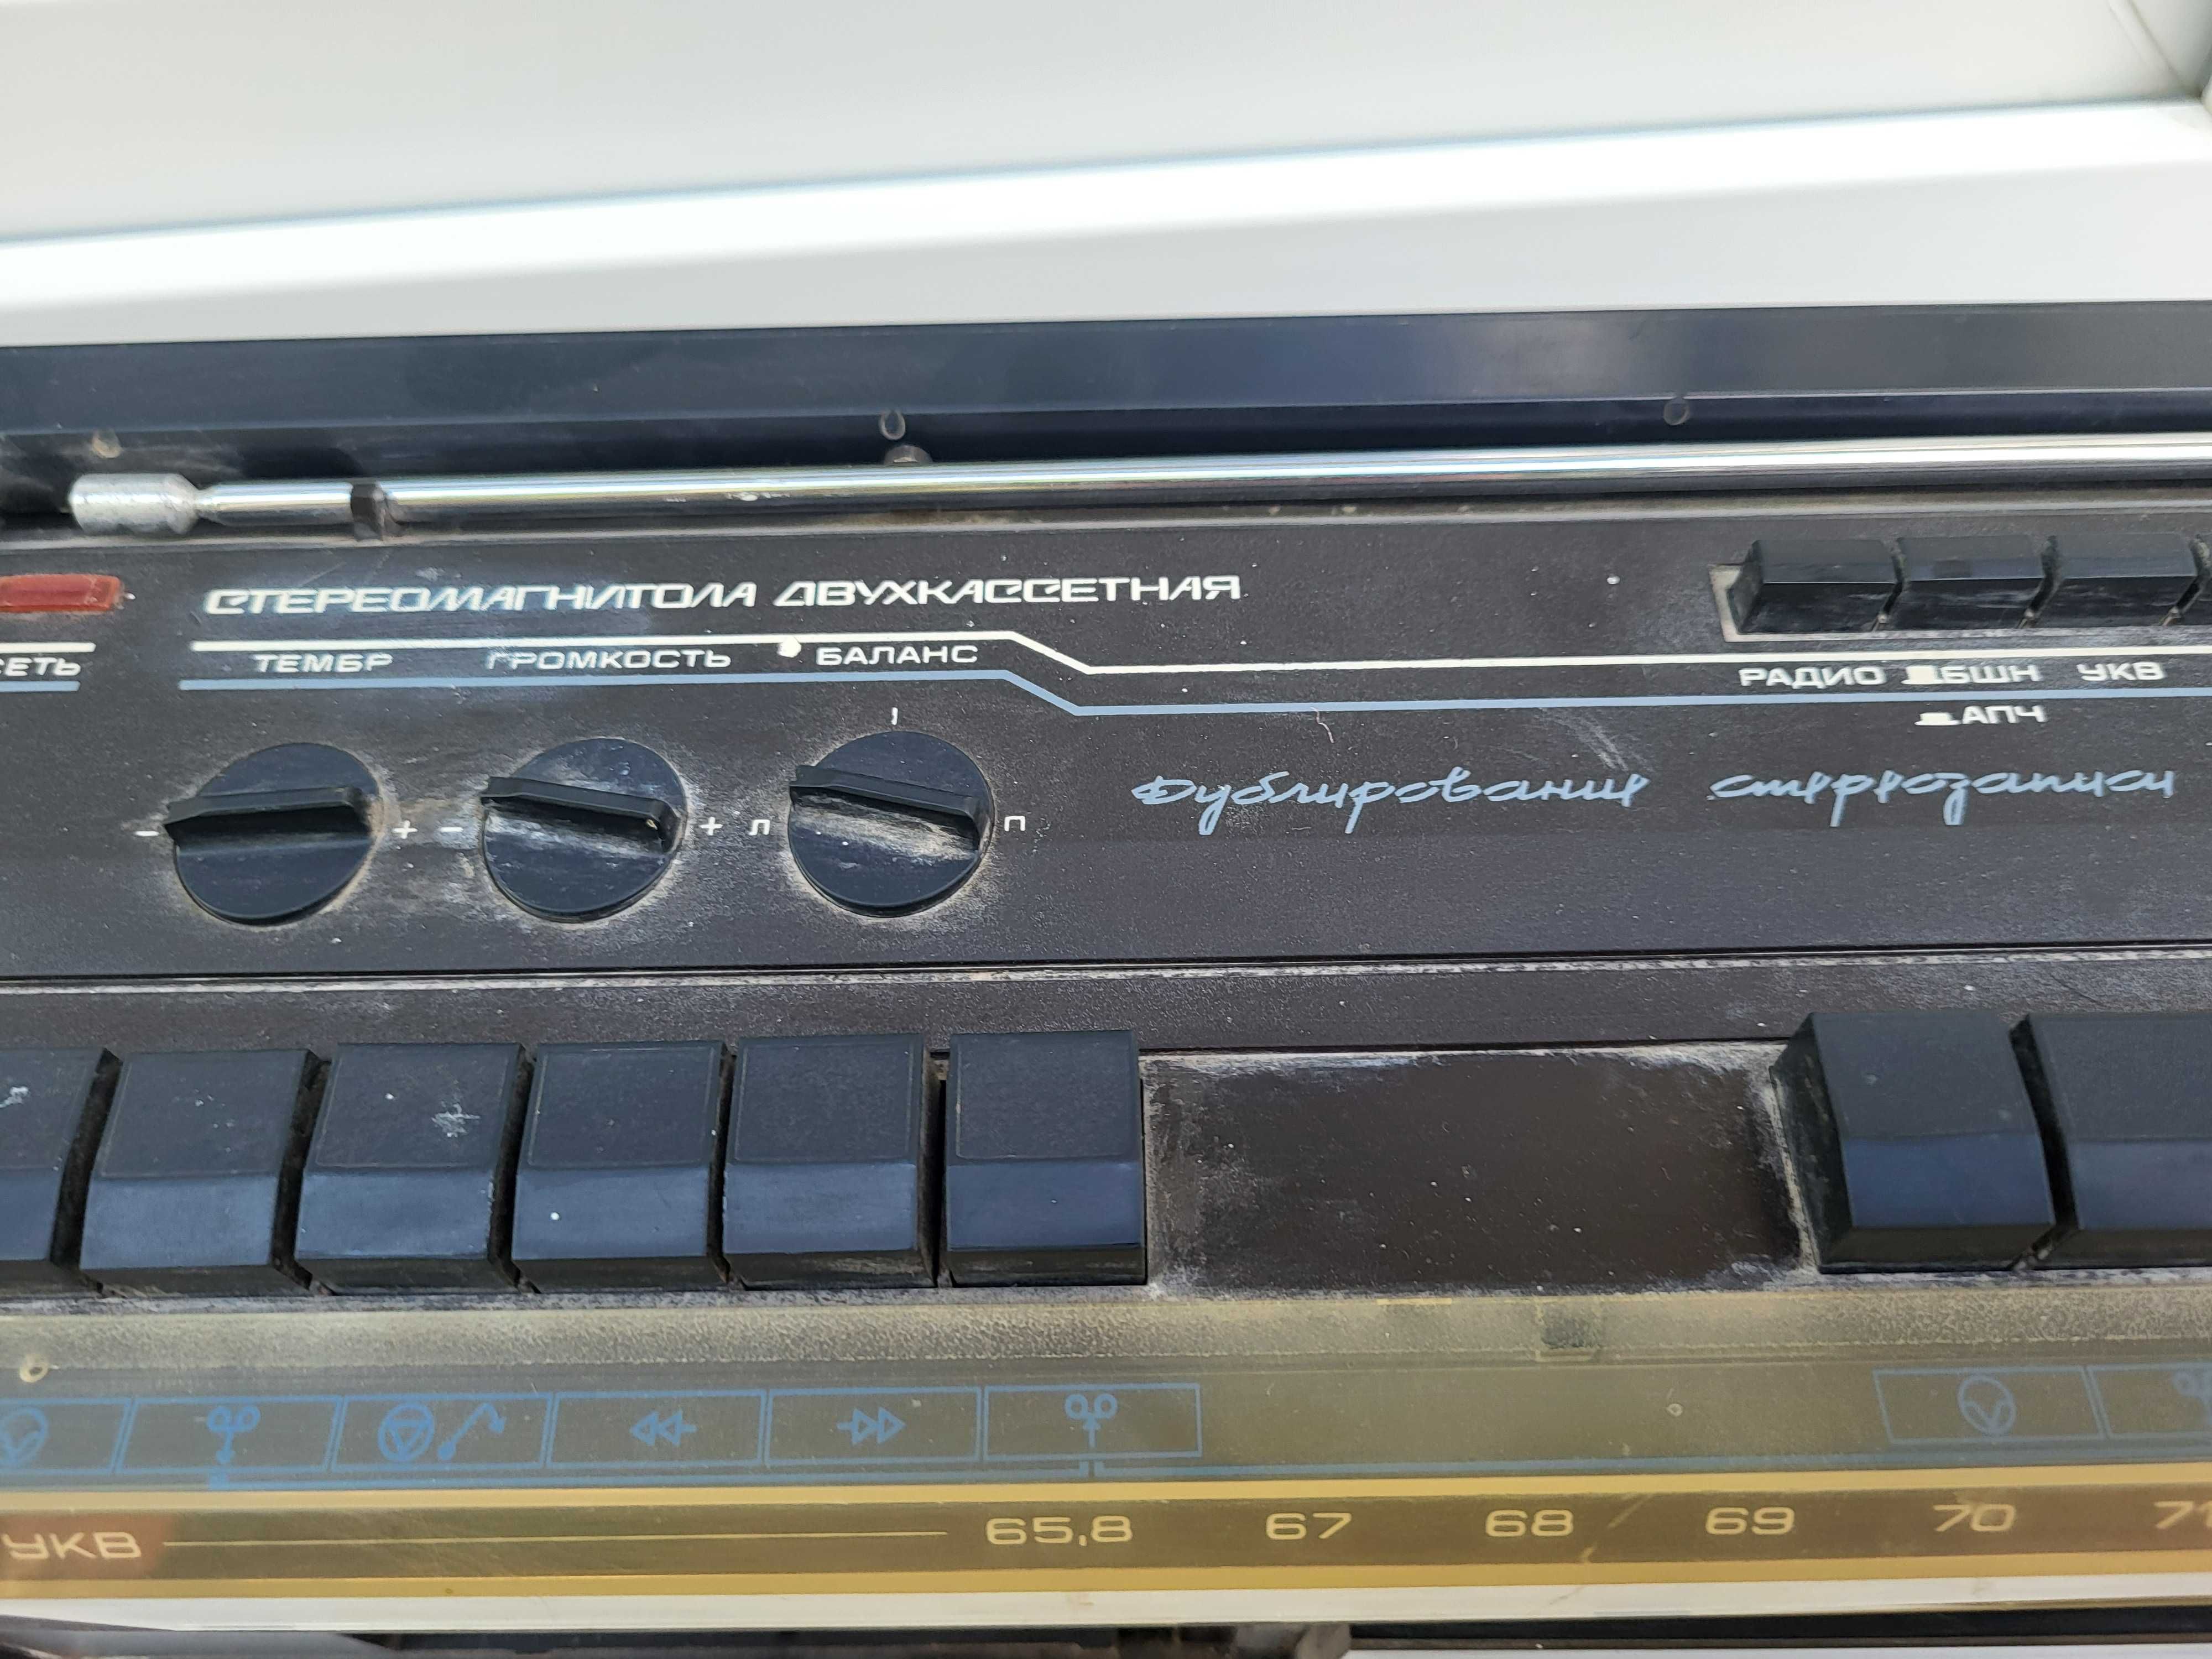 СТЕРЕОМАГНИТОЛА ДВУХКАССЕТНАЯ
СЕТЬ ТЕМБР ГРОМКОСТЬ БАЛАНС
РАДИО БШН УКВ
АПЧ
Дублирование стереозаписи
- + - + Л П
УКВ 65,8 67 68 69 70 71